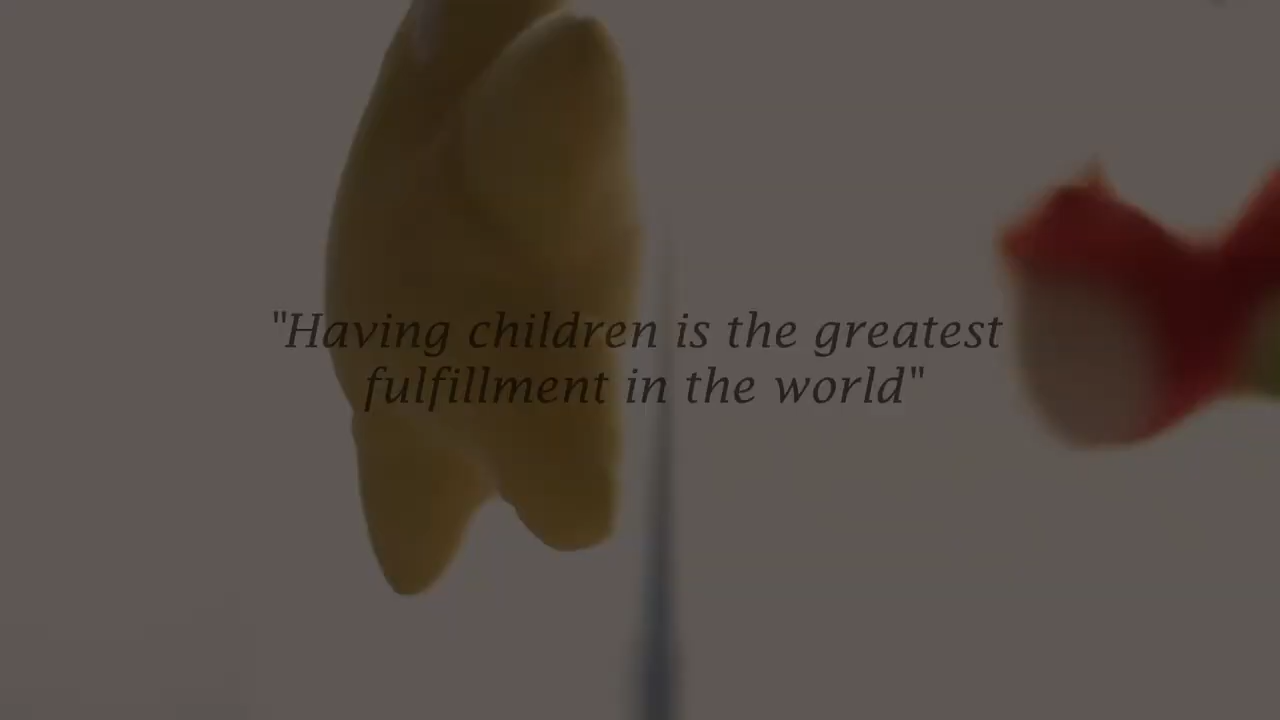 "Having children is the greatest
fulfillment in the world"